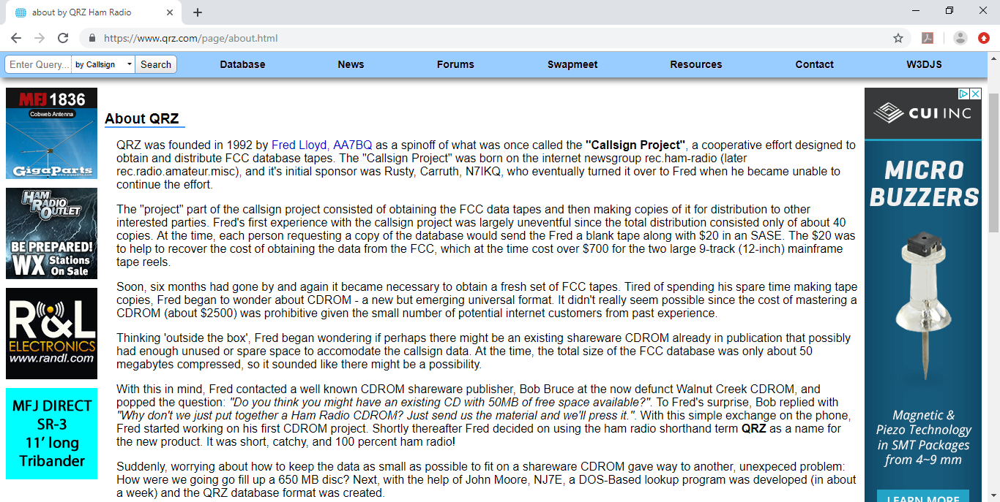 about by QRZ Ham Radio
https://www.qrz.com/page/about.html
Enter Query... by Callsign Search Database News Forums Swapmeet Resources Contact W3DJS
MFJ 1836
Cobweb Antenna
GigaParts
www.gigaparts.com
HAM
RADIO
OUTLET
BE PREPARED!
WX Stations
On Sale
R&L
ELECTRONICS
www.randl.com
MFJ DIRECT
SR-3
11’ long
Tribander
About QRZ
QRZ was founded in 1992 by Fred Lloyd, AA7BQ as a spinoff of what was once called the "Callsign Project", a cooperative effort designed to
obtain and distribute FCC database tapes. The "Callsign Project" was born on the internet newsgroup rec.ham-radio (later
rec.radio.amateur.misc), and it's initial sponsor was Rusty, Carruth, N7IKQ, who eventually turned it over to Fred when he became unable to
continue the effort.
The "project" part of the callsign project consisted of obtaining the FCC data tapes and then making copies of it for distribution to other
interested parties. Fred's first experience with the callsign project was largely uneventful since the total distribution consisted only of about 40
copies. At the time, each person requesting a copy of the database would send the Fred a blank tape along with $20 in an SASE. The $20 was
to help to recover the cost of obtaining the data from the FCC, which at the time cost over $700 for the two large 9-track (12-inch) mainframe
tape reels.
Soon, six months had gone by and again it became necessary to obtain a fresh set of FCC tapes. Tired of spending his spare time making tape
copies, Fred began to wonder about CDROM - a new but emerging universal format. It didn't really seem possible since the cost of mastering a
CDROM (about $2500) was prohibitive given the small number of potential internet customers from past experience.
Thinking 'outside the box', Fred began wondering if perhaps there might be an existing shareware CDROM already in publication that possibly
had enough unused or spare space to accomodate the callsign data. At the time, the total size of the FCC database was only about 50
megabytes compressed, so it sounded like there might be a possibility.
With this in mind, Fred contacted a well known CDROM shareware publisher, Bob Bruce at the now defunct Walnut Creek CDROM, and
popped the question: "Do you think you might have an existing CD with 50MB of free space available?". To Fred's surprise, Bob replied with
"Why don't we just put together a Ham Radio CDROM? Just send us the material and we'll press it.". With this simple exchange on the phone,
Fred started working on his first CDROM project. Shortly thereafter Fred decided on using the ham radio shorthand term QRZ as a name for
the new product. It was short, catchy, and 100 percent ham radio!
Suddenly, worrying about how to keep the data as small as possible to fit on a shareware CDROM gave way to another, unexpeced problem:
How were we going go fill up a 650 MB disc? Next, with the help of John Moore, NJ7E, a DOS-Based lookup program was developed (in about
a week) and the QRZ database format was created.
CUI INC
MICRO
BUZZERS
Magnetic &
Piezo Technology
in SMT Packages
from 4~9 mm
LEARN MORE